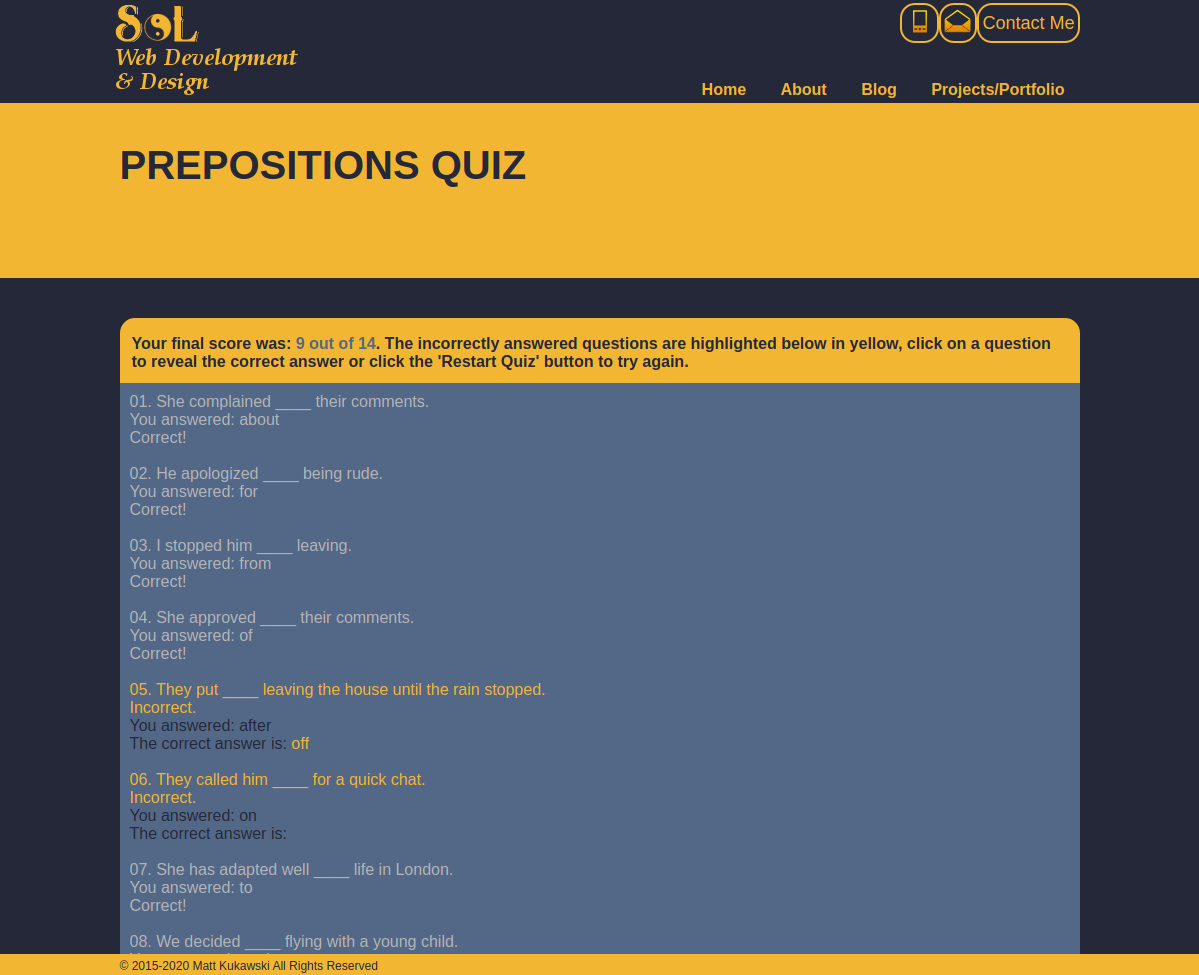 SOL
Web Development
& Design
Contact Me
Home About Blog Projects/Portfolio
PREPOSITIONS QUIZ
Your final score was: 9 out of 14. The incorrectly answered questions are highlighted below in yellow, click on a question
to reveal the correct answer or click the 'Restart Quiz' button to try again.
01. She complained ____ their comments.
You answered: about
Correct!
02. He apologized ____ being rude.
You answered: for
Correct!
03. I stopped him ____ leaving.
You answered: from
Correct!
04. She approved ____ their comments.
You answered: of
Correct!
05. They put ____ leaving the house until the rain stopped.
Incorrect.
You answered: after
The correct answer is: off
06. They called him ____ for a quick chat.
Incorrect.
You answered: on
The correct answer is:
07. She has adapted well ____ life in London.
You answered: to
Correct!
08. We decided ____ flying with a young child.
© 2015-2020 Matt Kukawski All Rights Reserved